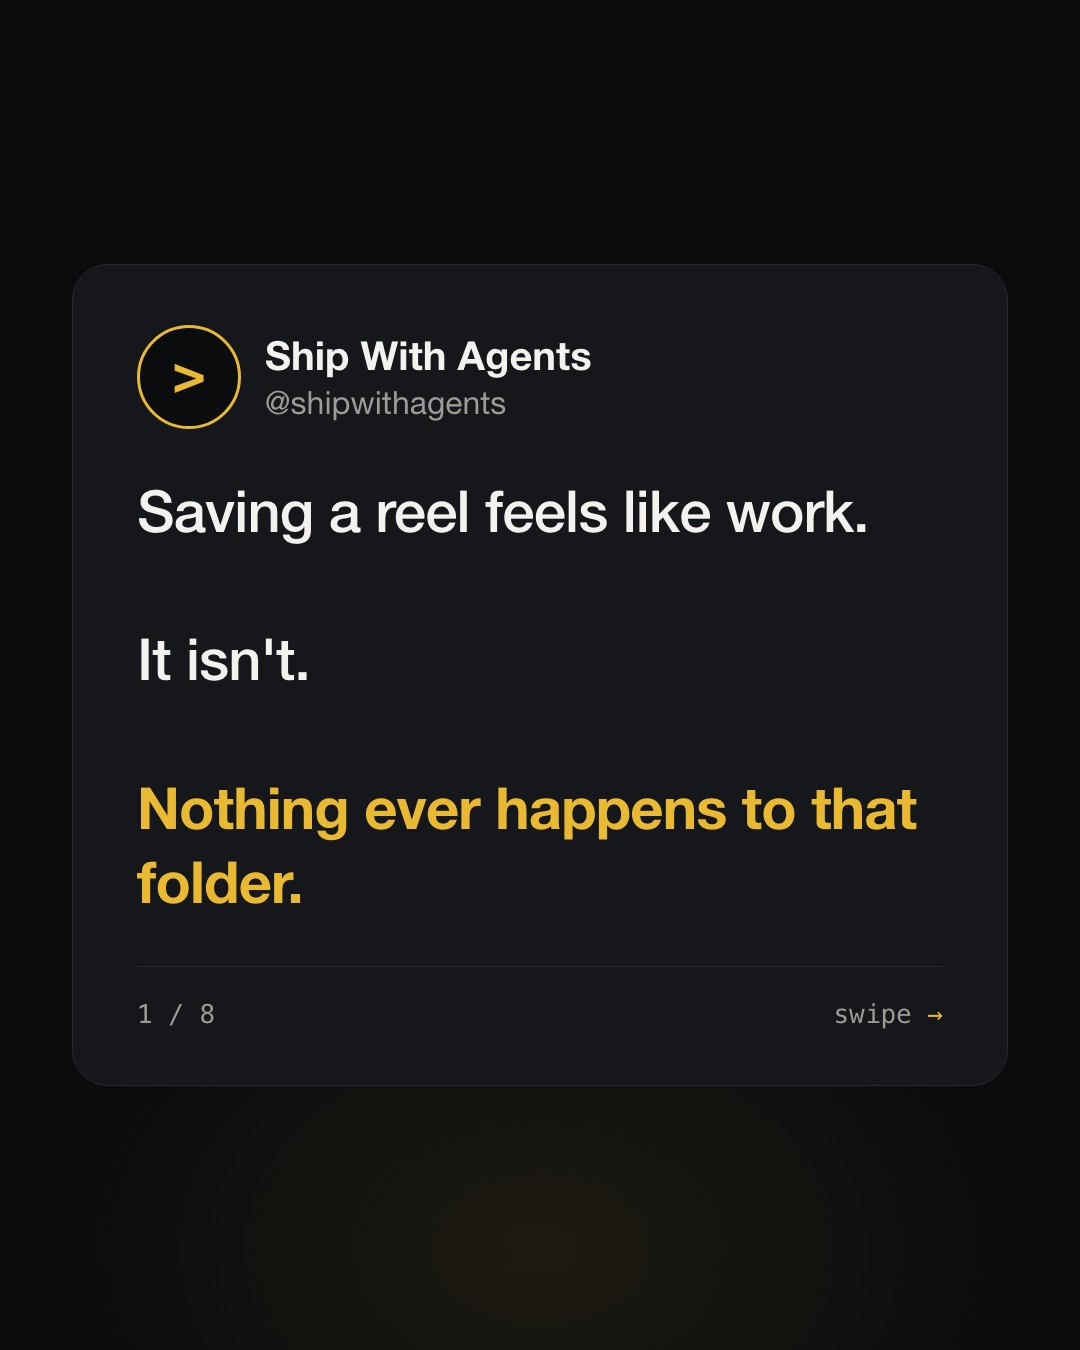 >
Ship With Agents
@shipwithagents
Saving a reel feels like work.
It isn't.
Nothing ever happens to that
folder.
1 / 8
swipe →